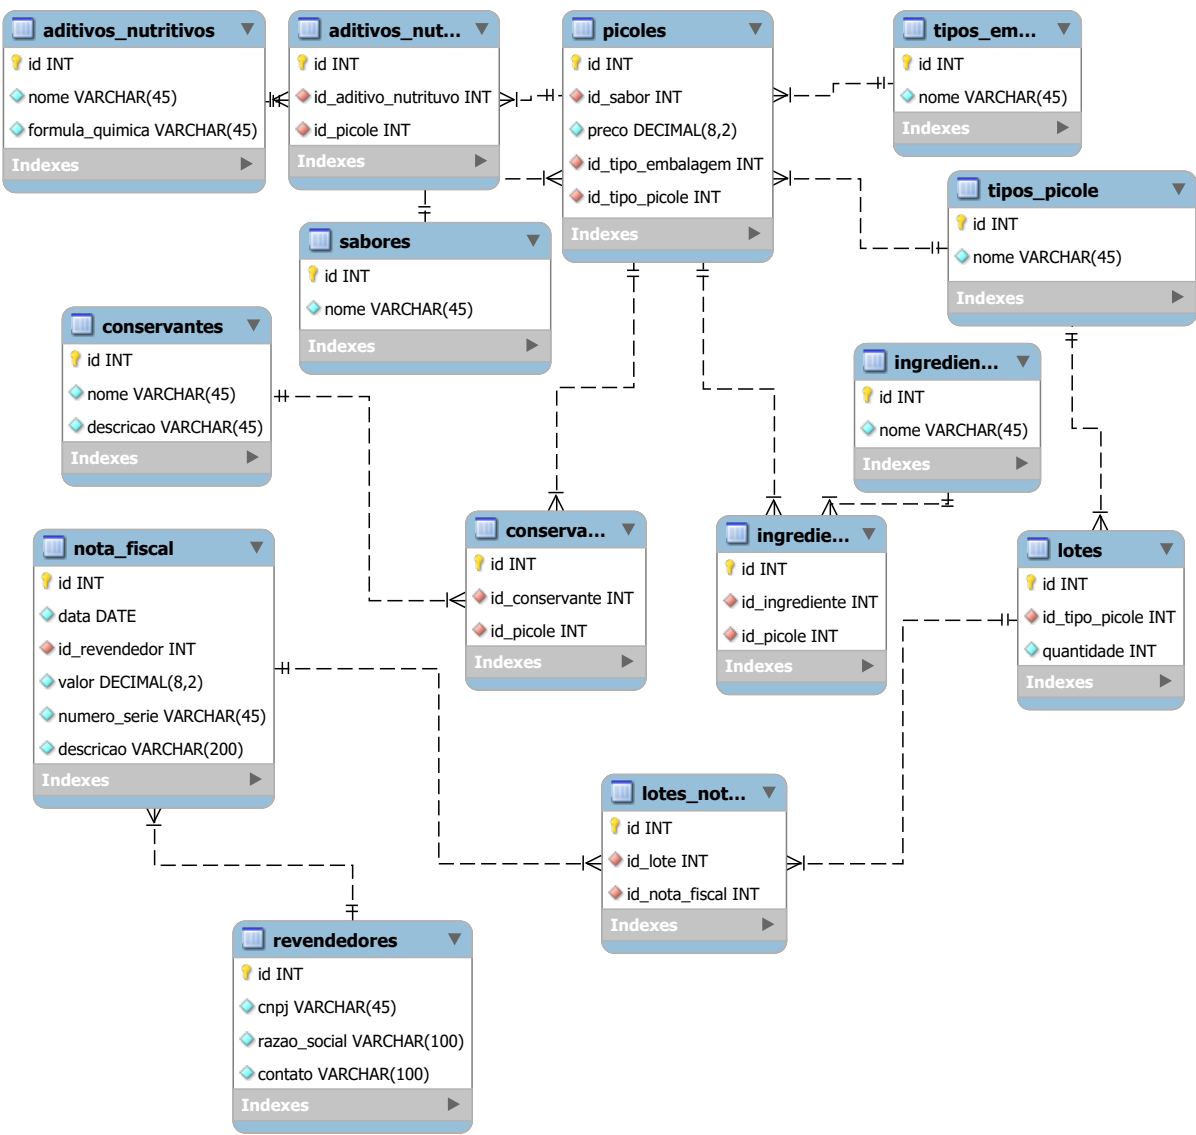 aditivos_nutritivos
id INT
nome VARCHAR(45)
formula_quimica VARCHAR(45)
Indexes
aditivos_nut...
id INT
id_aditivo_nutrituvo INT
id_picole INT
Indexes
picoles
id INT
id_sabor INT
preco DECIMAL(8,2)
id_tipo_embalagem INT
id_tipo_picole INT
Indexes
tipos_em...
id INT
nome VARCHAR(45)
Indexes
tipos_picole
id INT
nome VARCHAR(45)
Indexes
sabores
id INT
nome VARCHAR(45)
Indexes
conservantes
id INT
nome VARCHAR(45)
descricao VARCHAR(45)
Indexes
ingredien...
id INT
nome VARCHAR(45)
Indexes
conserva...
id INT
id_conservante INT
id_picole INT
Indexes
ingredie...
id INT
id_ingrediente INT
id_picole INT
Indexes
lotes
id INT
id_tipo_picole INT
quantidade INT
Indexes
nota_fiscal
id INT
data DATE
id_revendedor INT
valor DECIMAL(8,2)
numero_serie VARCHAR(45)
descricao VARCHAR(200)
Indexes
lotes_not...
id INT
id_lote INT
id_nota_fiscal INT
Indexes
revendedores
id INT
cnpj VARCHAR(45)
razao_social VARCHAR(100)
contato VARCHAR(100)
Indexes